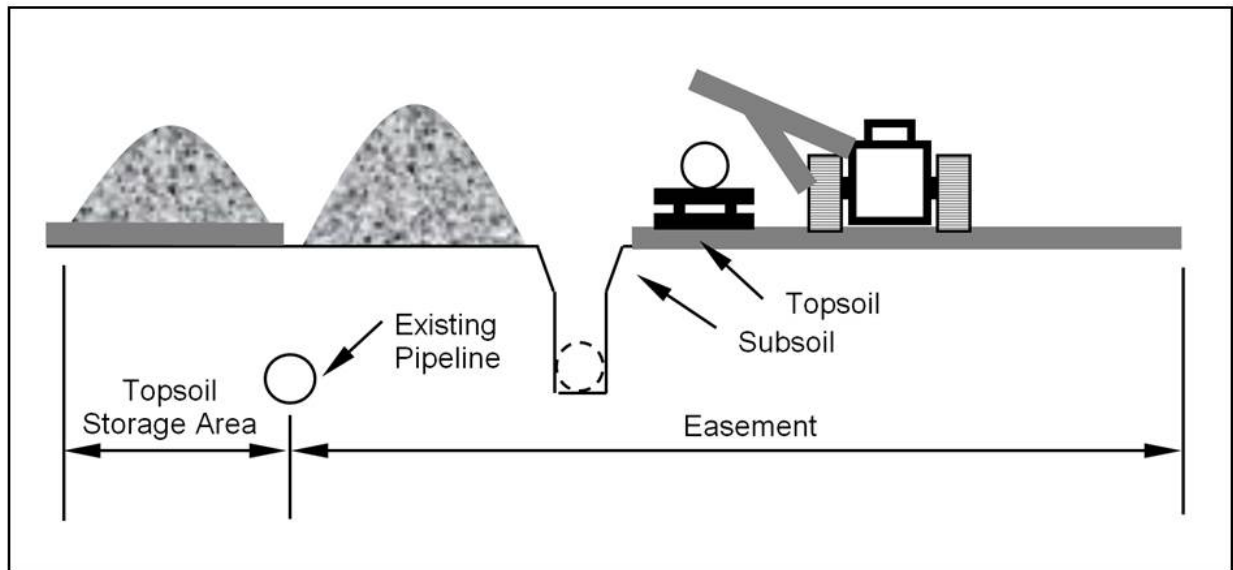 Topsoil
Subsoil
Existing
Pipeline
Topsoil
Storage Area
Easement